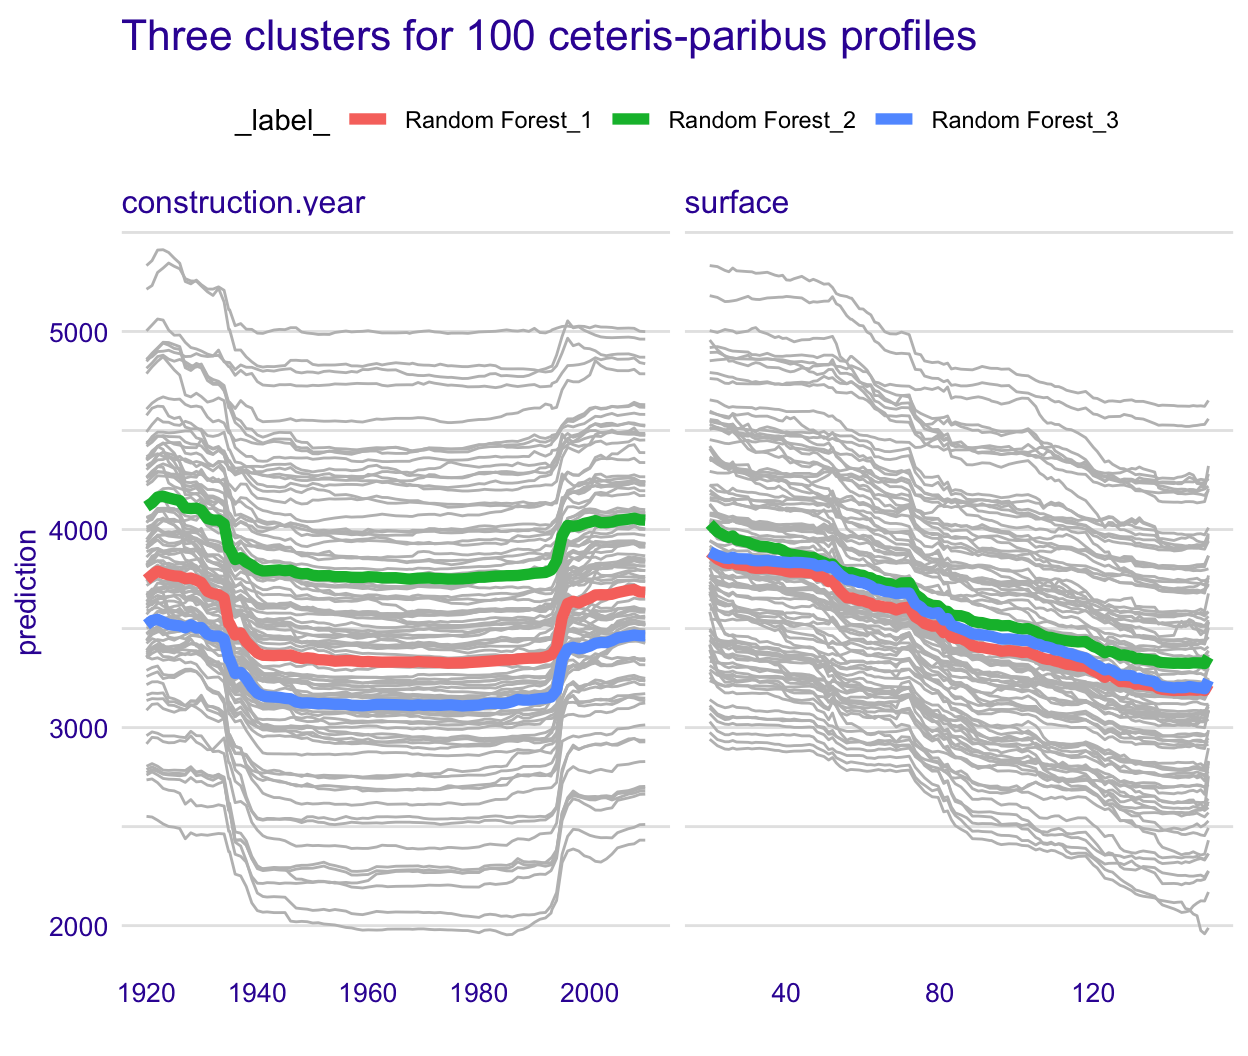 Three clusters for 100 ceteris-paribus profiles
_label_ Random Forest_1 Random Forest_2 Random Forest_3
construction.year surface
prediction
5000
4000
3000
2000
1920 1940 1960 1980 2000 40 80 120